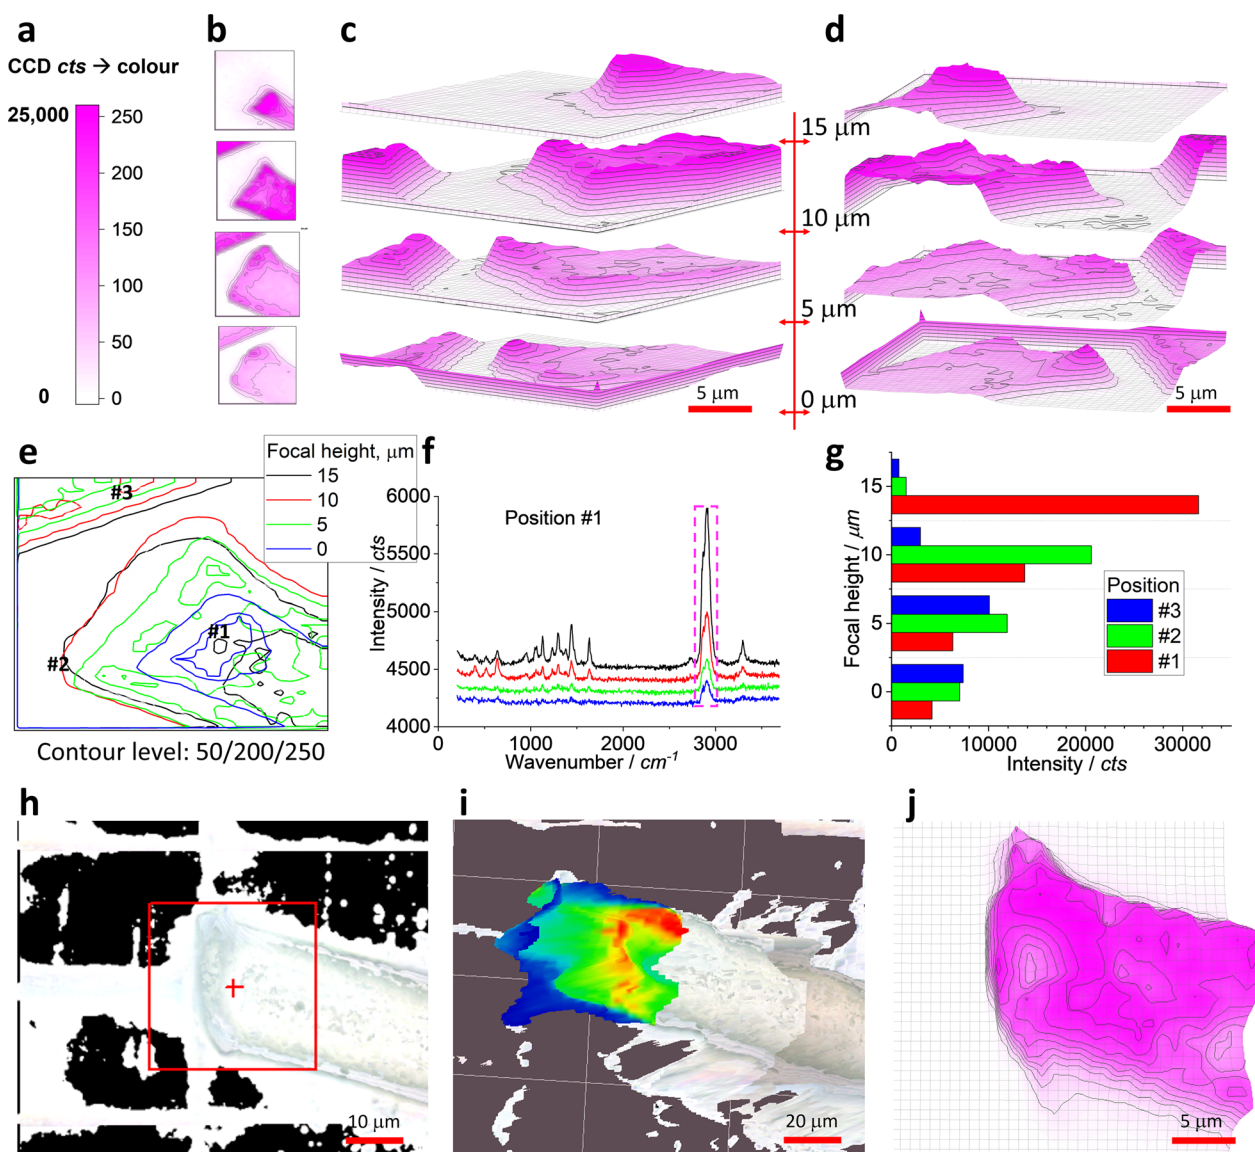 a
b
c
d
CCD cts → colour
25,000
250
200
150
100
50
0
0
15 μm
10 μm
5 μm
0 μm
5 μm
5 μm
e
Focal height, μm
15
10
5
0
#3
#1
#2
Contour level: 50/200/250
f
6000
5500
5000
4500
4000
Intensity / cts
Position #1
0
1000
2000
3000
Wavenumber / cm⁻¹
g
Focal height / μm
15
10
5
0
Position
#3
#2
#1
0
10000
20000
30000
Intensity / cts
h
10 μm
i
20 μm
j
5 μm